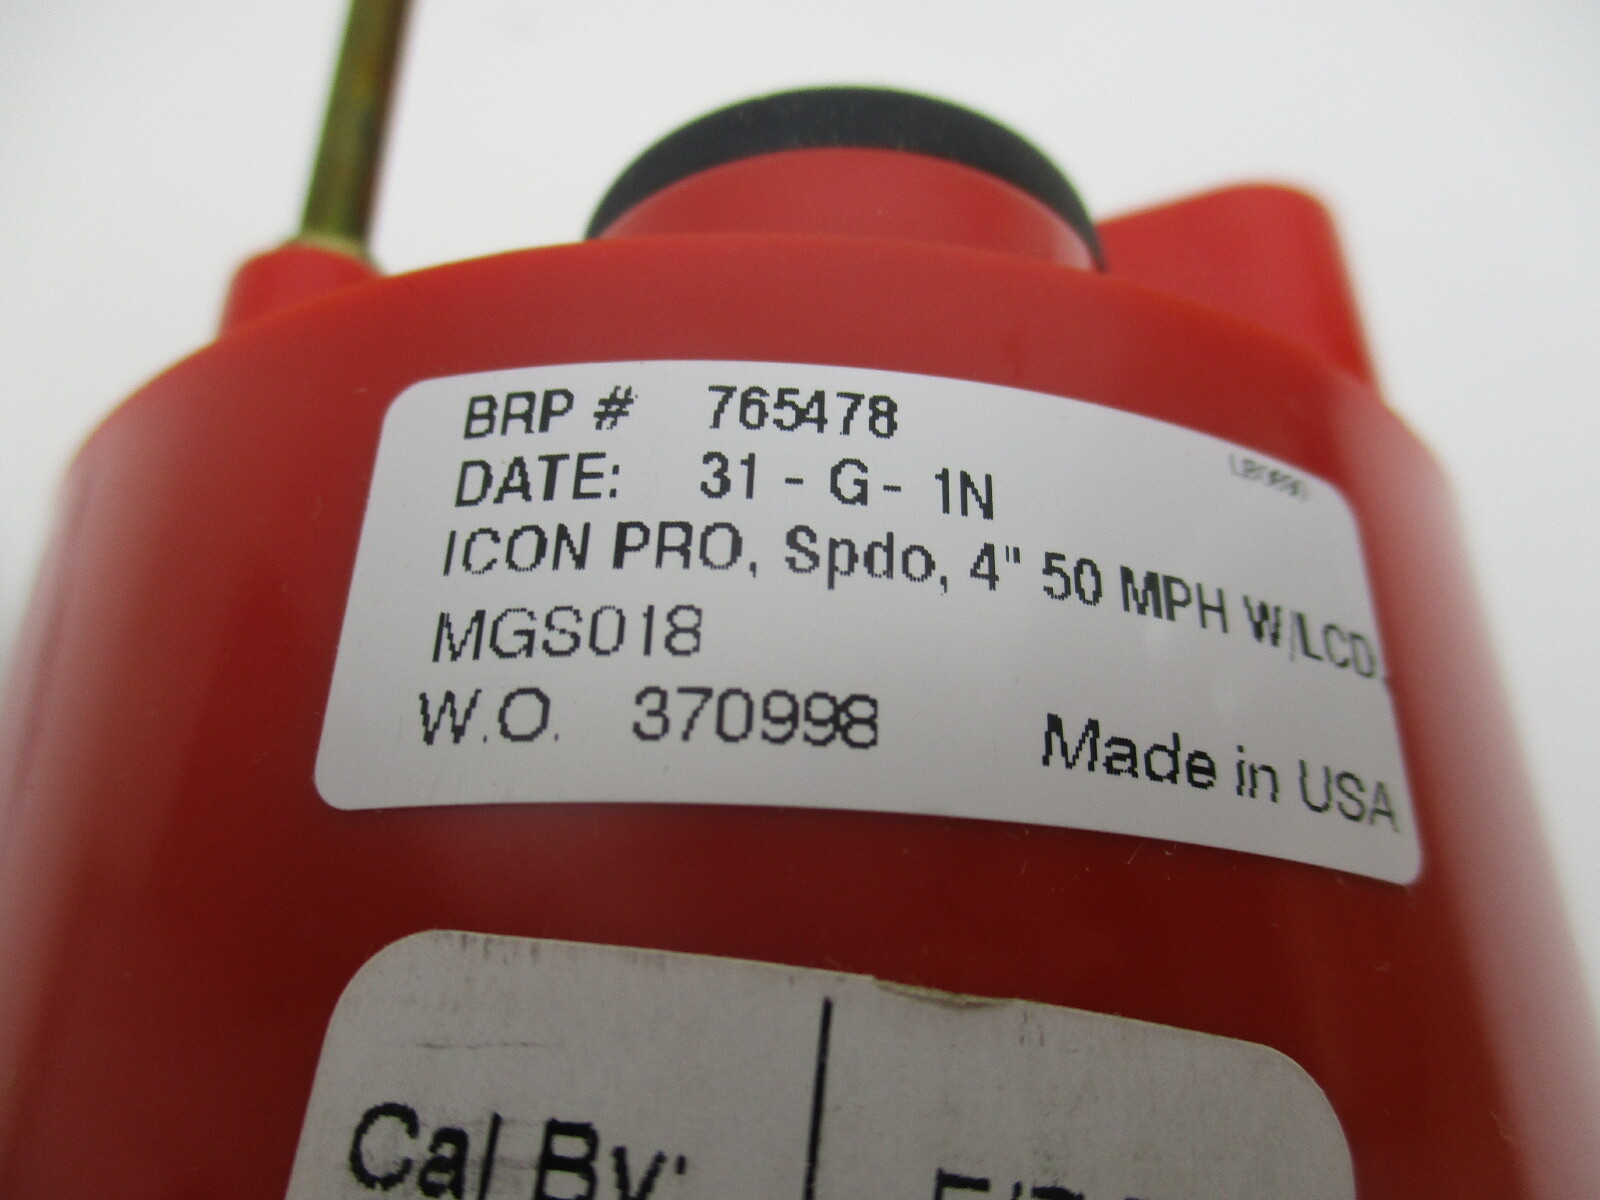 BRP # 765478
DATE: 31 - G - 1N
ICON PRO, Spdo, 4" 50 MPH W/LCD.
MGS018
W.O. 370998
Made in USA
Cal By: